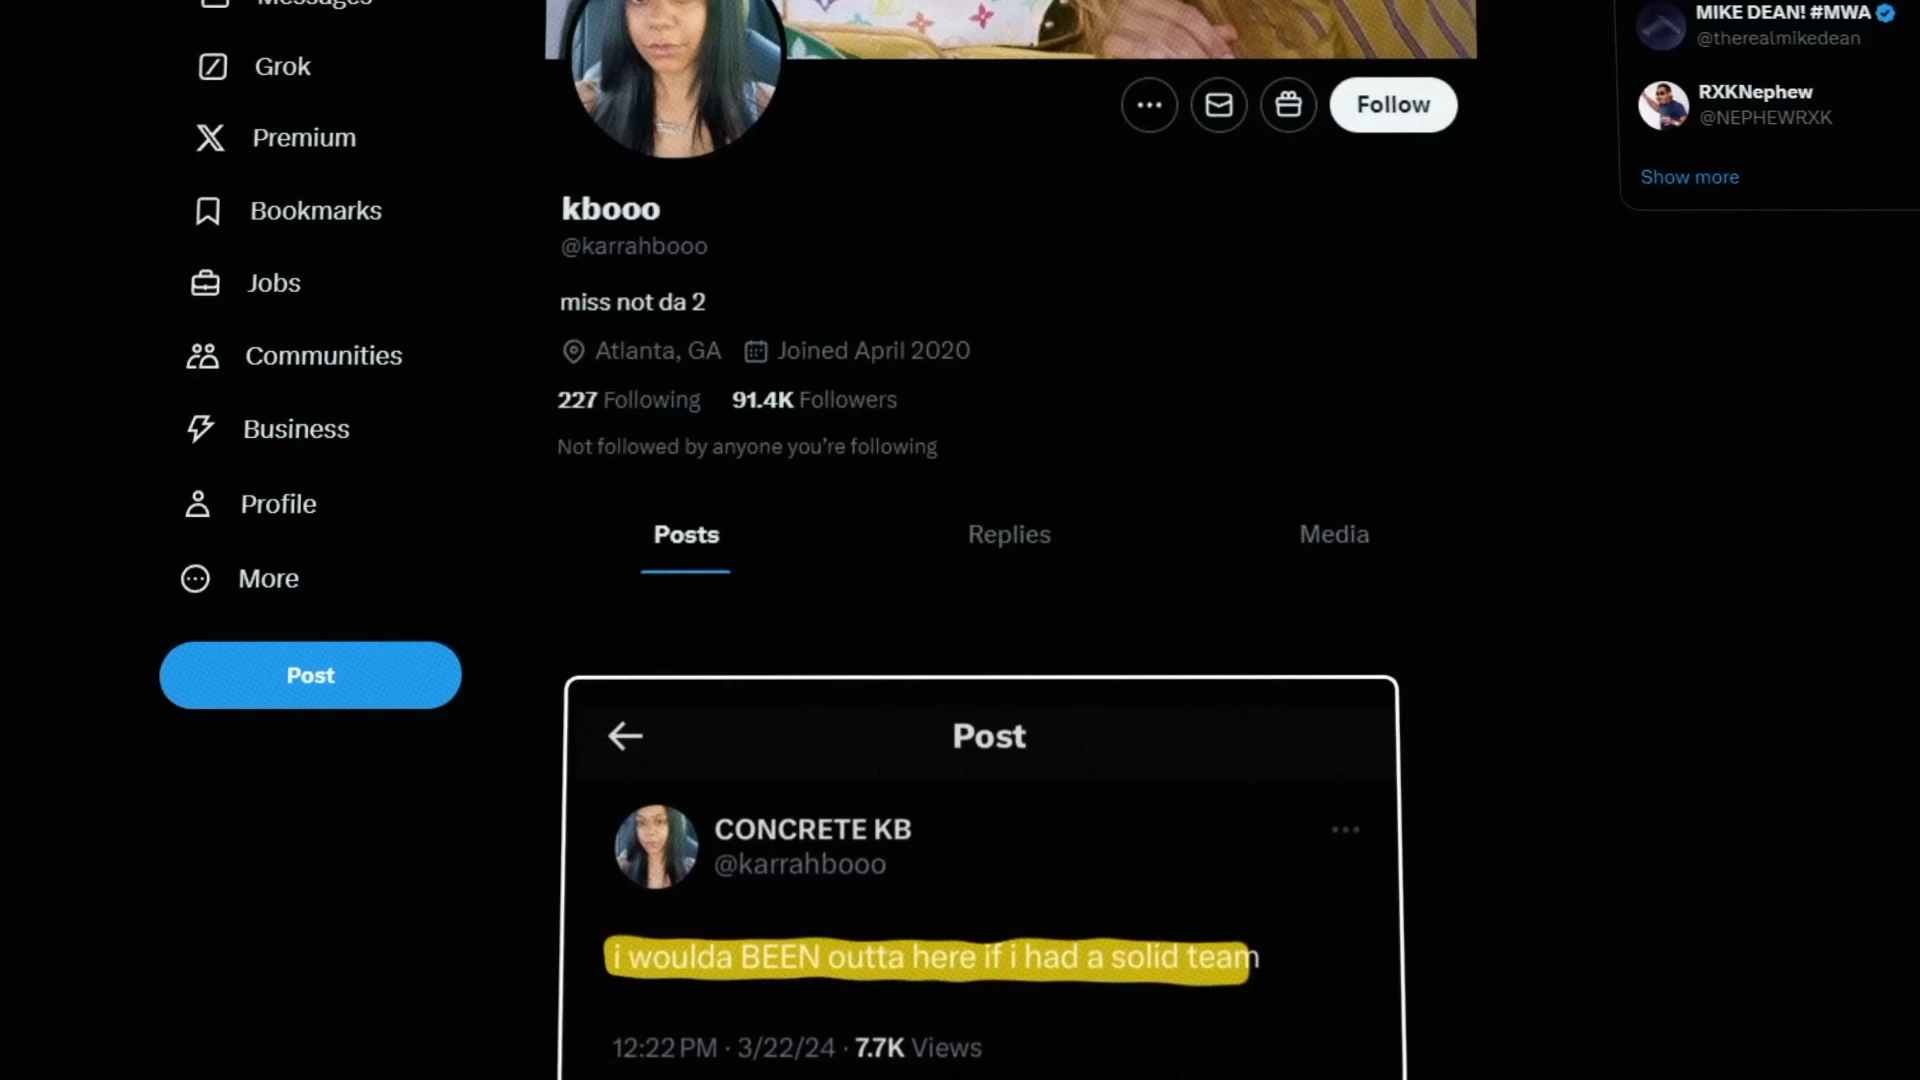 Messages
Grok
Premium
Bookmarks
Jobs
Communities
Business
Profile
More
Post
Follow
kbooo
@karrahbooo
miss not da 2
Atlanta, GA Joined April 2020
227 Following 91.4K Followers
Not followed by anyone you're following
Posts Replies Media
Post
CONCRETE KB
@karrahbooo
i woulda BEEN outta here if i had a solid team
12:22 PM · 3/22/24 · 7.7K Views
MIKE DEAN! #MWA
@therealmikedean
RXKNephew
@NEPHEWRXK
Show more